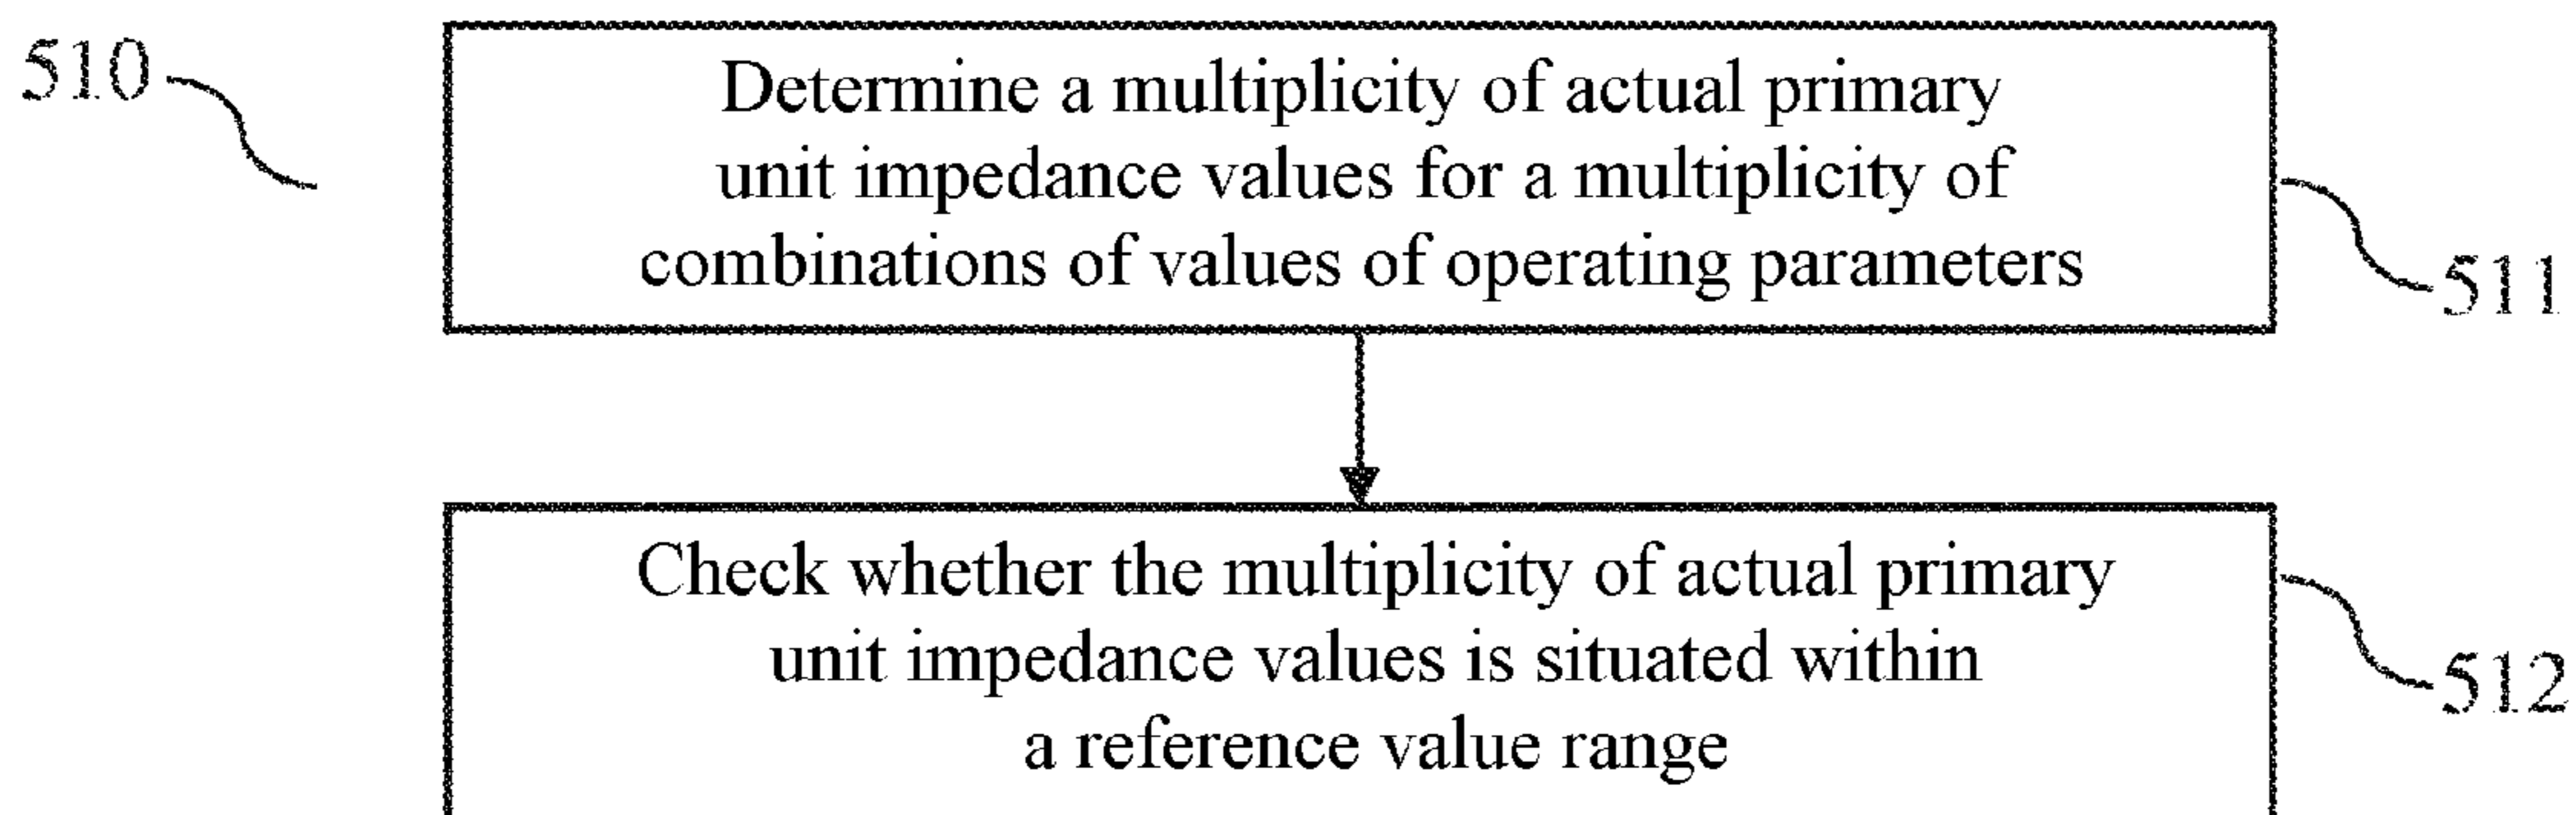 510
Determine a multiplicity of actual primary
unit impedance values for a multiplicity of
combinations of values of operating parameters
511
Check whether the multiplicity of actual primary
unit impedance values is situated within
a reference value range
512